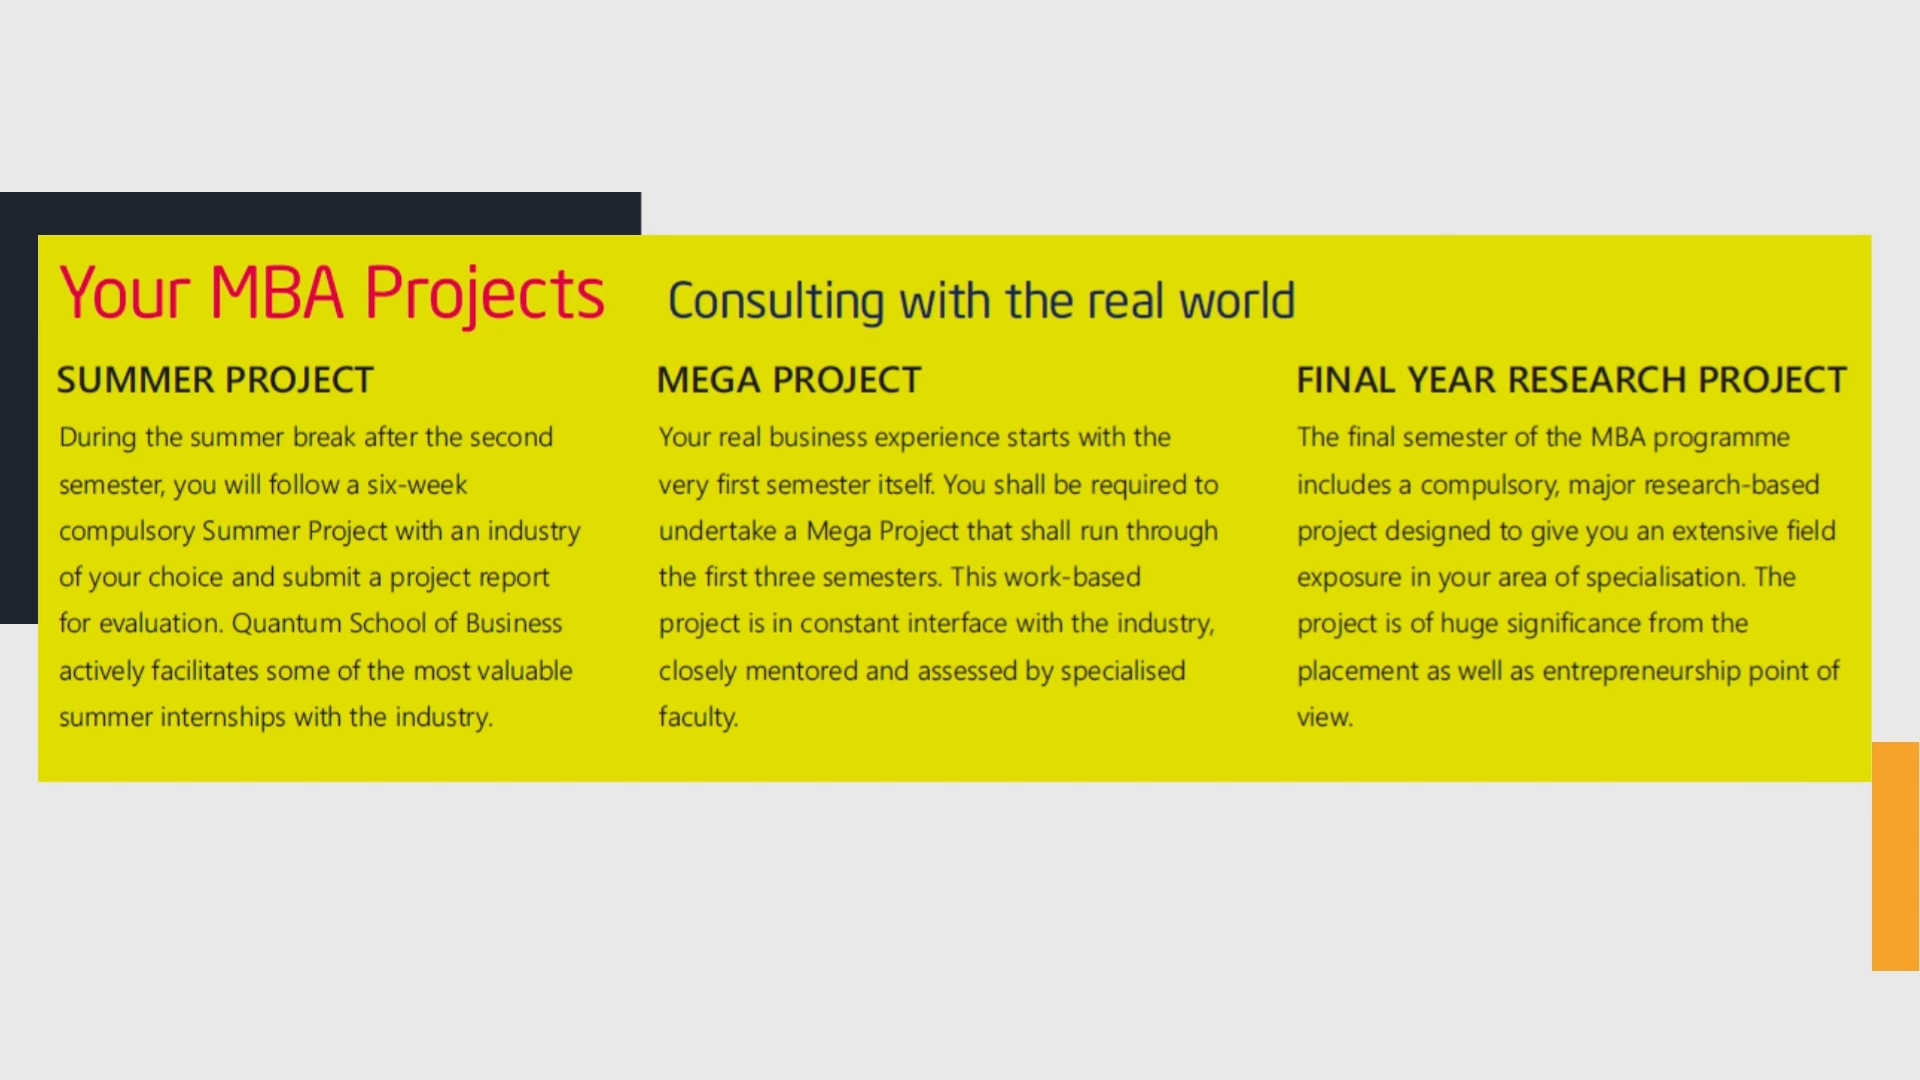 Your MBA Projects
Consulting with the real world
SUMMER PROJECT
During the summer break after the second
semester, you will follow a six-week
compulsory Summer Project with an industry
of your choice and submit a project report
for evaluation. Quantum School of Business
actively facilitates some of the most valuable
summer internships with the industry.
MEGA PROJECT
Your real business experience starts with the
very first semester itself. You shall be required to
undertake a Mega Project that shall run through
the first three semesters. This work-based
project is in constant interface with the industry,
closely mentored and assessed by specialised
faculty.
FINAL YEAR RESEARCH PROJECT
The final semester of the MBA programme
includes a compulsory, major research-based
project designed to give you an extensive field
exposure in your area of specialisation. The
project is of huge significance from the
placement as well as entrepreneurship point of
view.